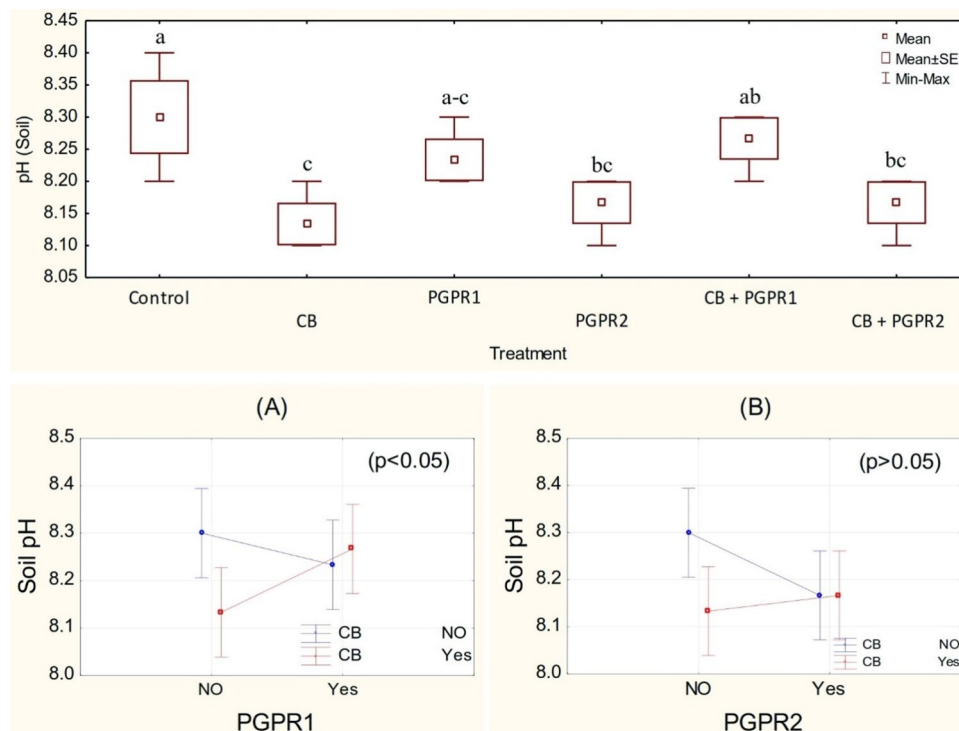 8.45
8.40
8.35
8.30
8.25
8.20
8.15
8.10
8.05
pH (Soil)
a
c
a-c
bc
ab
bc
Mean
Mean±SE
Min-Max
Control
CB
PGPR1
PGPR2
CB + PGPR1
CB + PGPR2
Treatment
(A)
(p<0.05)
8.5
8.4
8.3
8.2
8.1
8.0
Soil pH
CB NO
CB Yes
NO Yes
PGPR1
(B)
(p>0.05)
8.5
8.4
8.3
8.2
8.1
8.0
Soil pH
CB NO
CB Yes
NO Yes
PGPR2